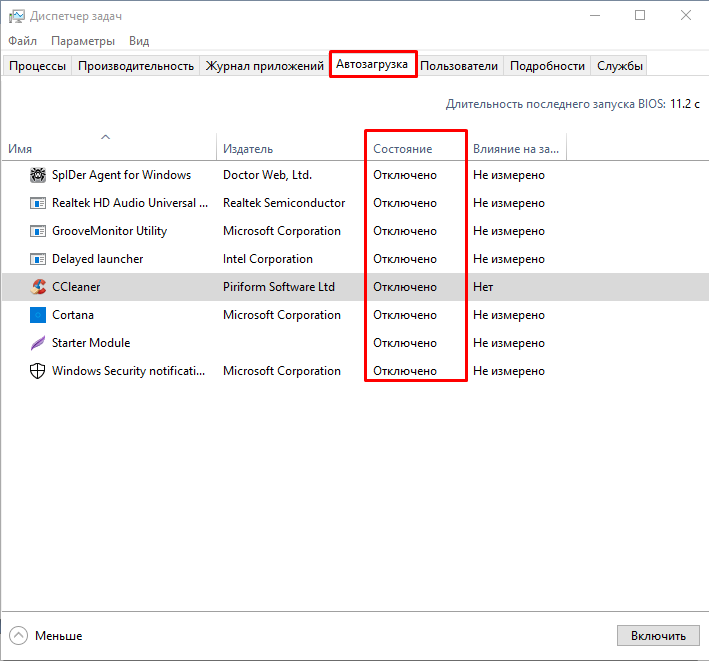 Диспетчер задач
Файл Параметры Вид
Процессы Производительность Журнал приложений Автозагрузка Пользователи Подробности Службы
Длительность последнего запуска BIOS: 11.2 с
Имя Издатель Состояние Влияние на за...
SpIDer Agent for Windows Doctor Web, Ltd. Отключено Не измерено
Realtek HD Audio Universal ... Realtek Semiconductor Отключено Не измерено
GrooveMonitor Utility Microsoft Corporation Отключено Не измерено
Delayed launcher Intel Corporation Отключено Не измерено
CCleaner Piriform Software Ltd Отключено Нет
Cortana Microsoft Corporation Отключено Не измерено
Starter Module Отключено Не измерено
Windows Security notificati... Microsoft Corporation Отключено Не измерено
Меньше Включить